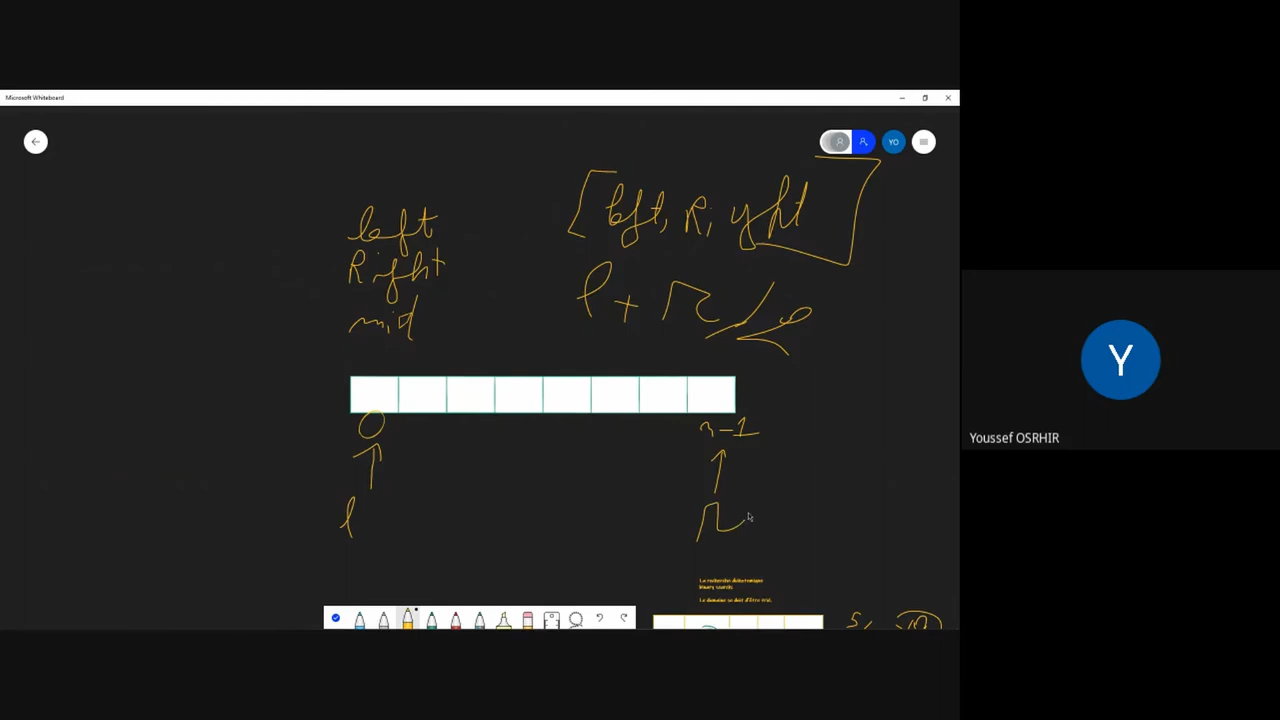 Microsoft Whiteboard
YO
left
Right
mid
[left, Right]
l + r / 2
0
n-1
l
r
La recherche dichotomique
binary search
Le domaine se doit d'être trié.
Y
Youssef OSRHIR